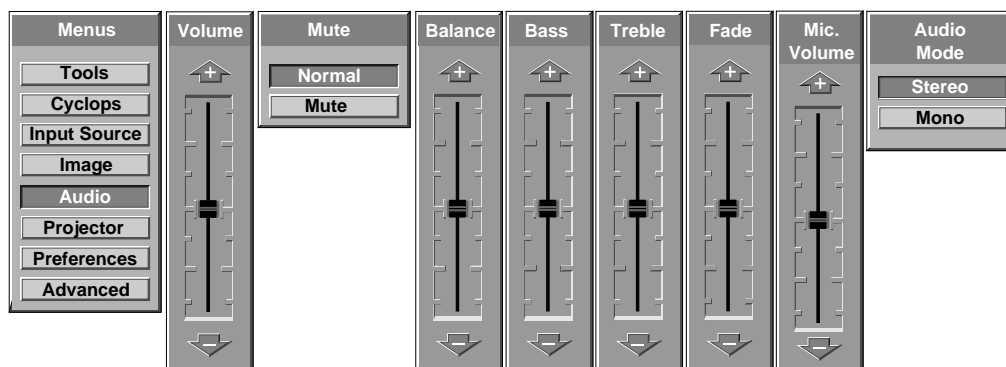 Menus
Tools
Cyclops
Input Source
Image
Audio
Projector
Preferences
Advanced
Volume
+
−
Mute
Normal
Mute
Balance
+
−
Bass
+
−
Treble
+
−
Fade
+
−
Mic.
Volume
+
−
Audio
Mode
Stereo
Mono